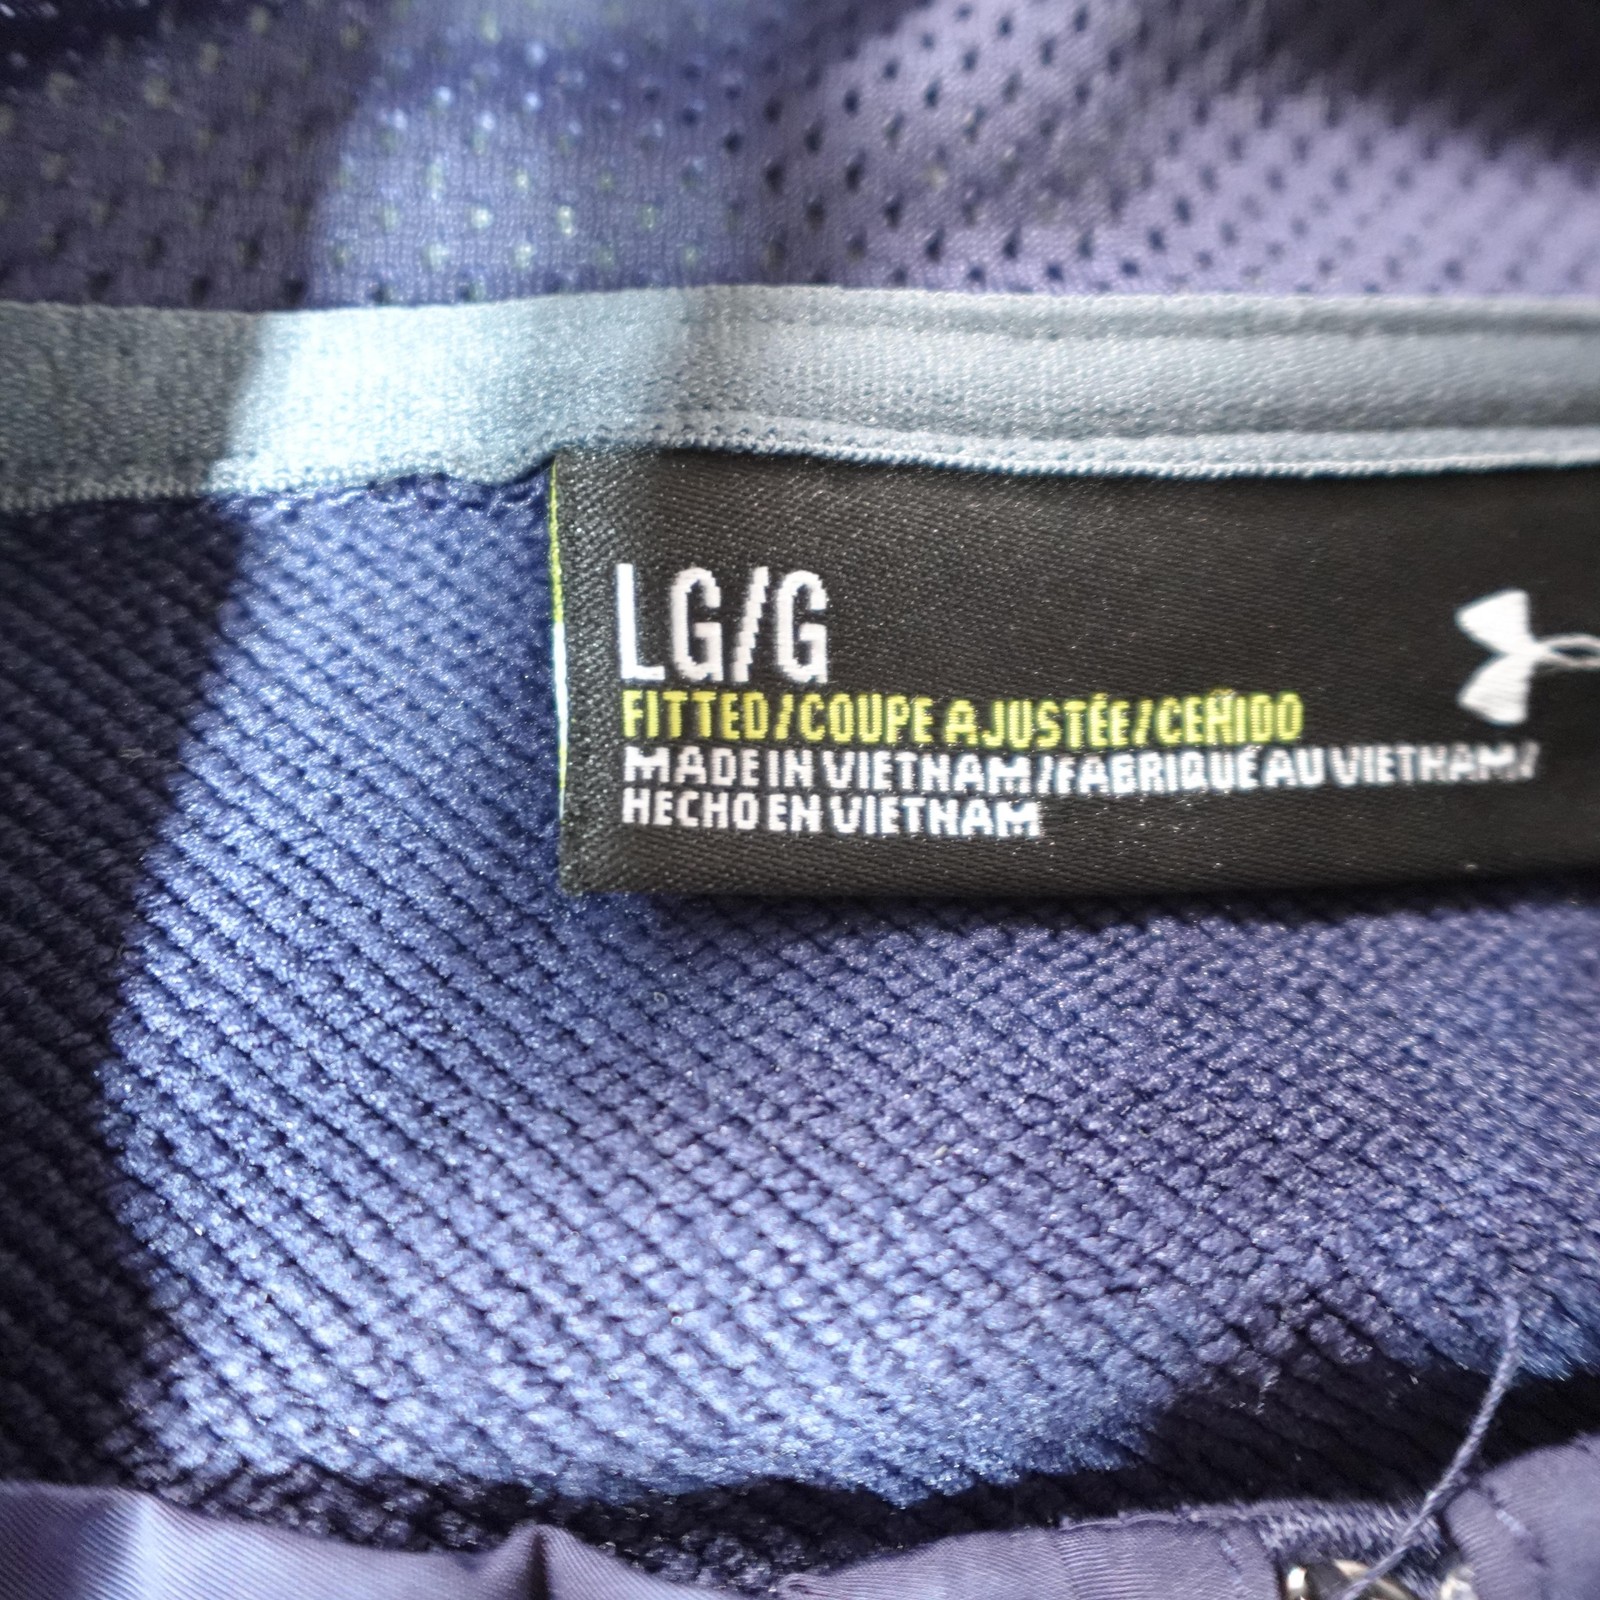 LG/G
FITTED/COUPE AJUSTÉE/CEÑIDO
MADE IN VIETNAM/FABRIQUÉ AU VIETNAM/
HECHO EN VIETNAM